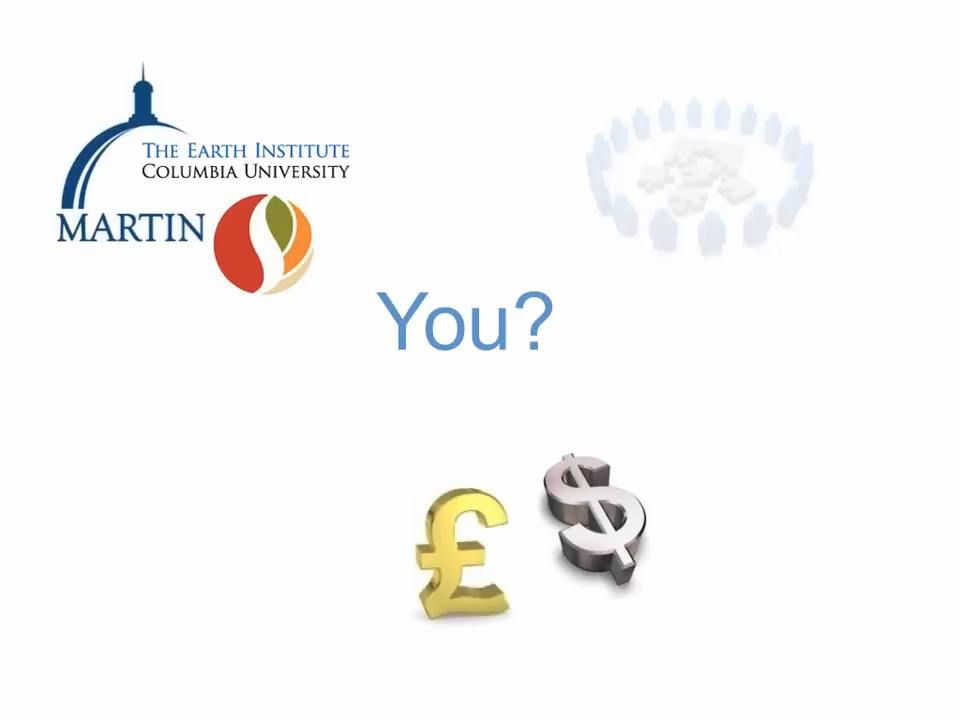 THE EARTH INSTITUTE
COLUMBIA UNIVERSITY
MARTIN
You?
£ $